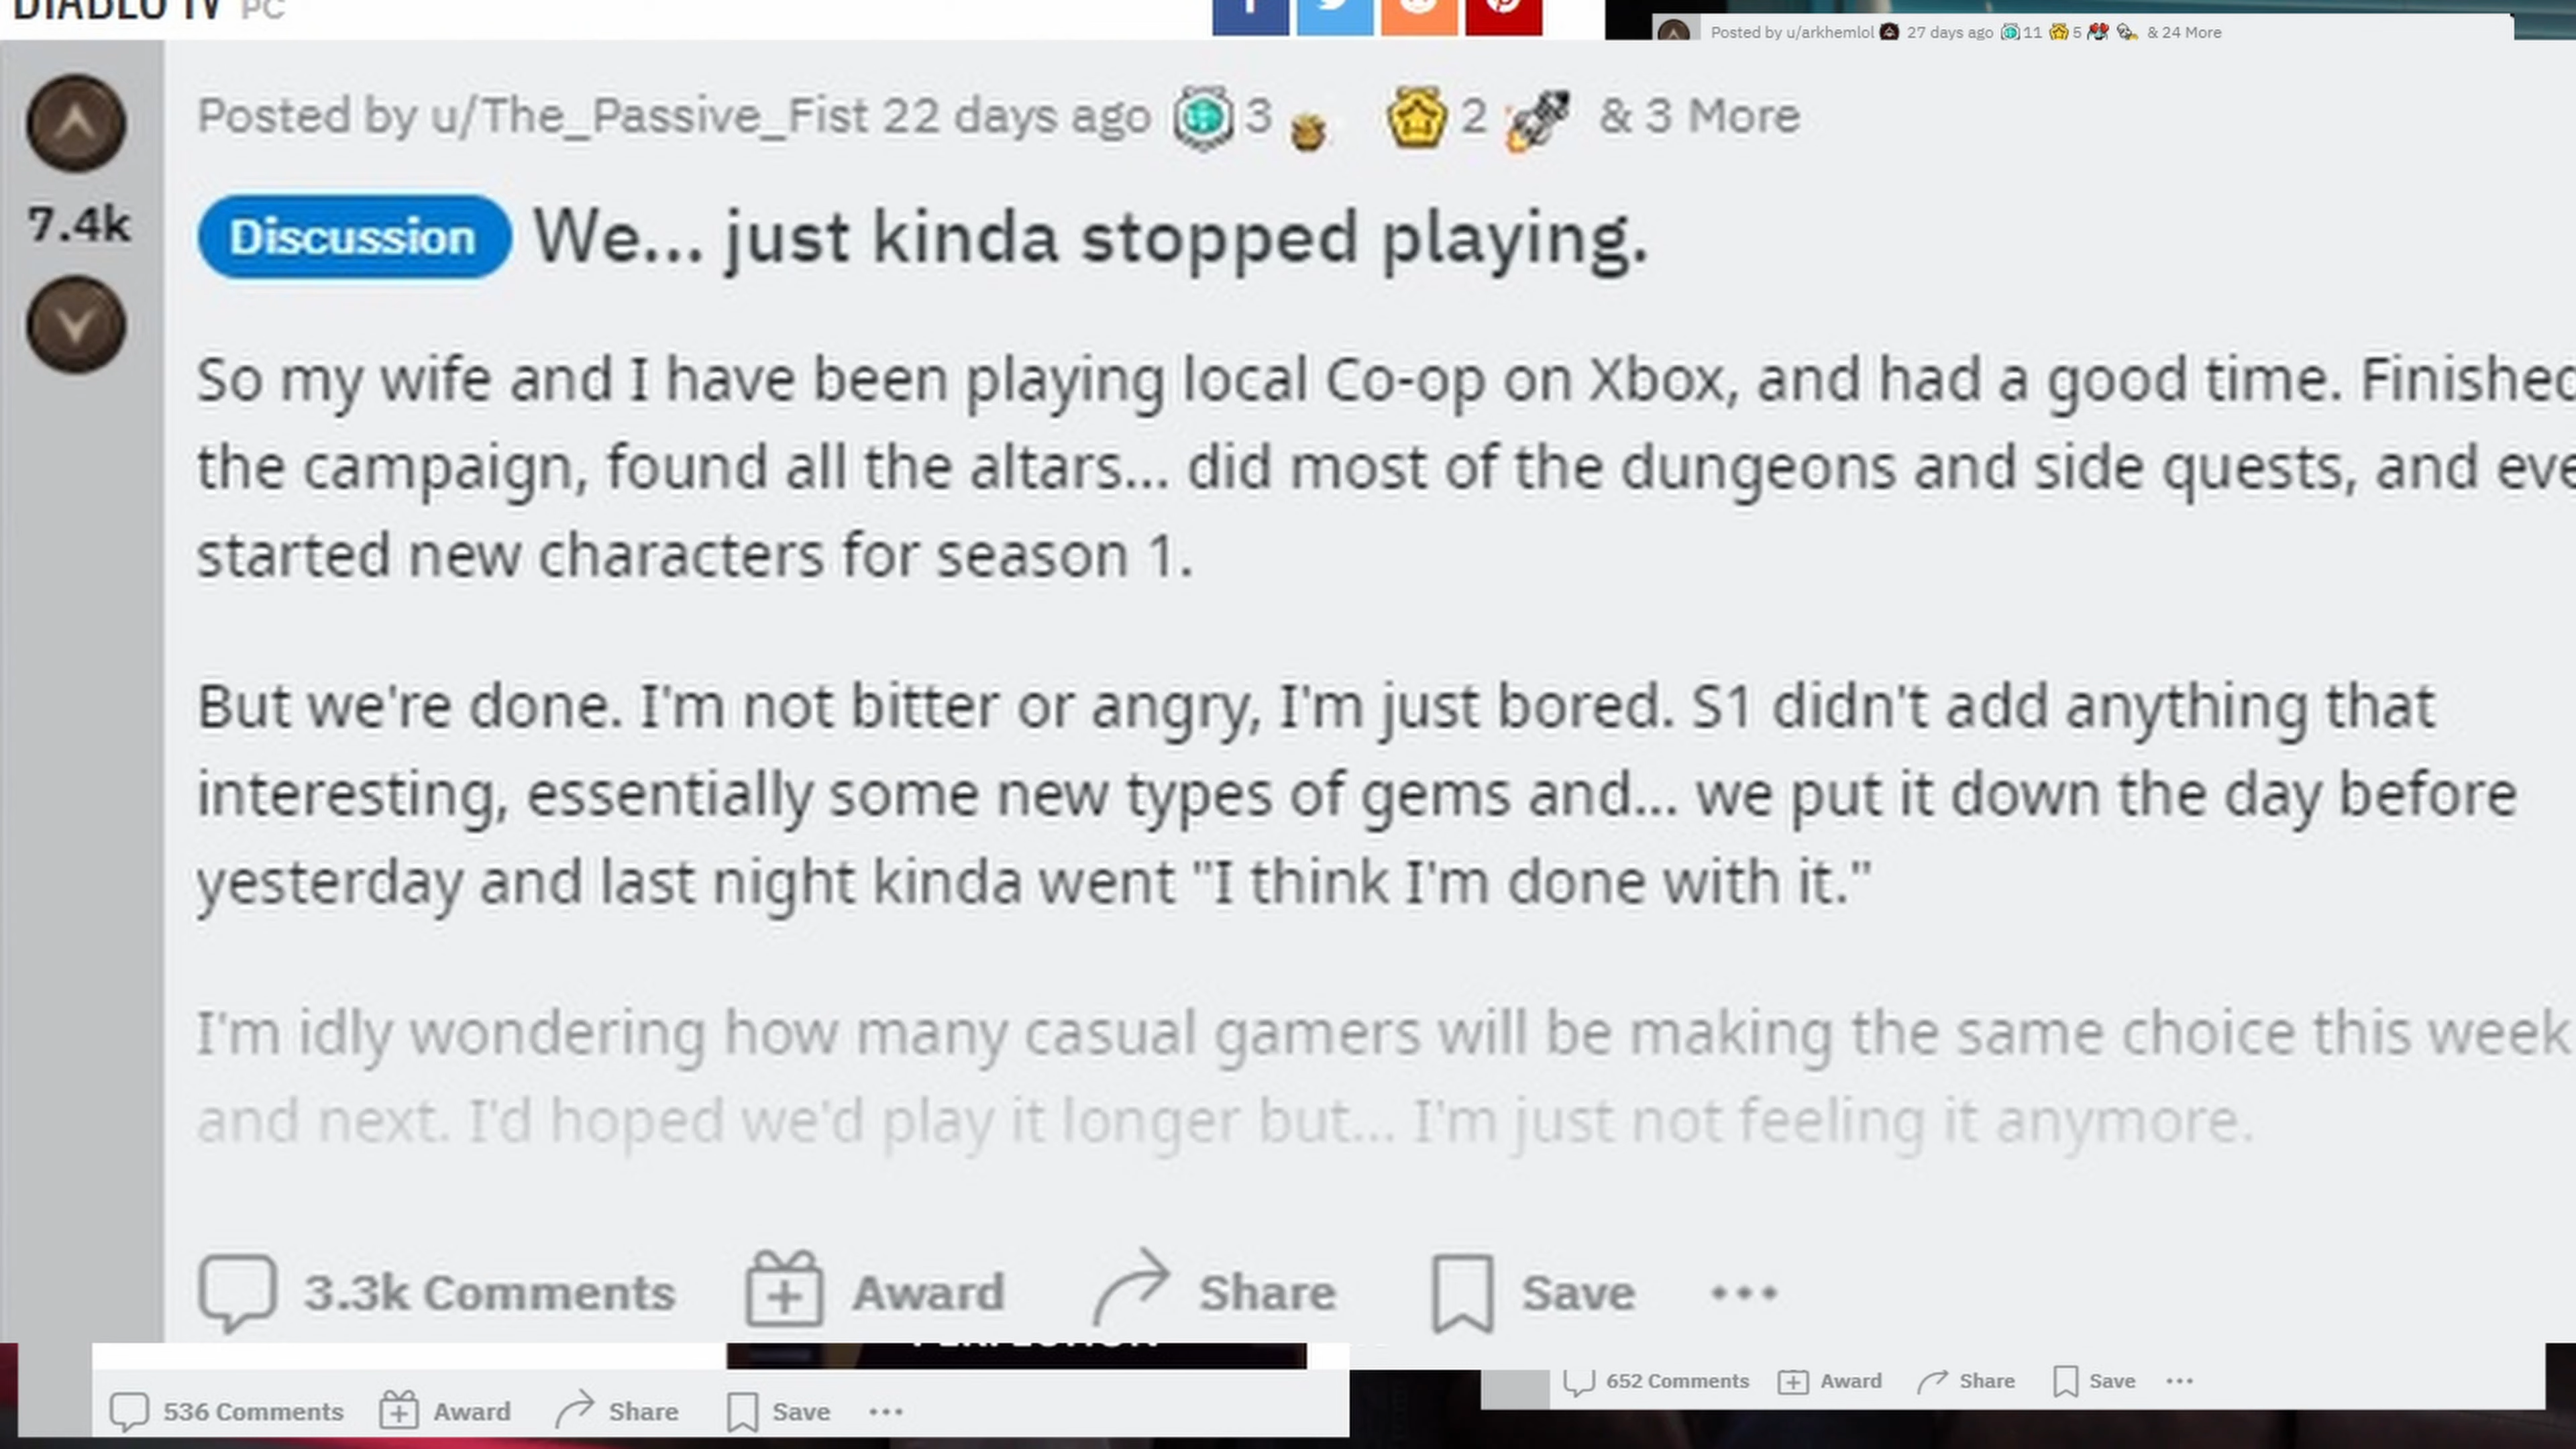 DIABLO IV PC
Posted by u/arkhemlol 27 days ago 11 5 & 24 More
Posted by u/The_Passive_Fist 22 days ago 3 2 & 3 More
7.4k
Discussion We... just kinda stopped playing.
So my wife and I have been playing local Co-op on Xbox, and had a good time. Finished
the campaign, found all the altars... did most of the dungeons and side quests, and eve
started new characters for season 1.
But we're done. I'm not bitter or angry, I'm just bored. S1 didn't add anything that
interesting, essentially some new types of gems and... we put it down the day before
yesterday and last night kinda went "I think I'm done with it."
I'm idly wondering how many casual gamers will be making the same choice this week
and next. I'd hoped we'd play it longer but... I'm just not feeling it anymore.
3.3k Comments Award Share Save ...
652 Comments Award Share Save ...
536 Comments Award Share Save ...